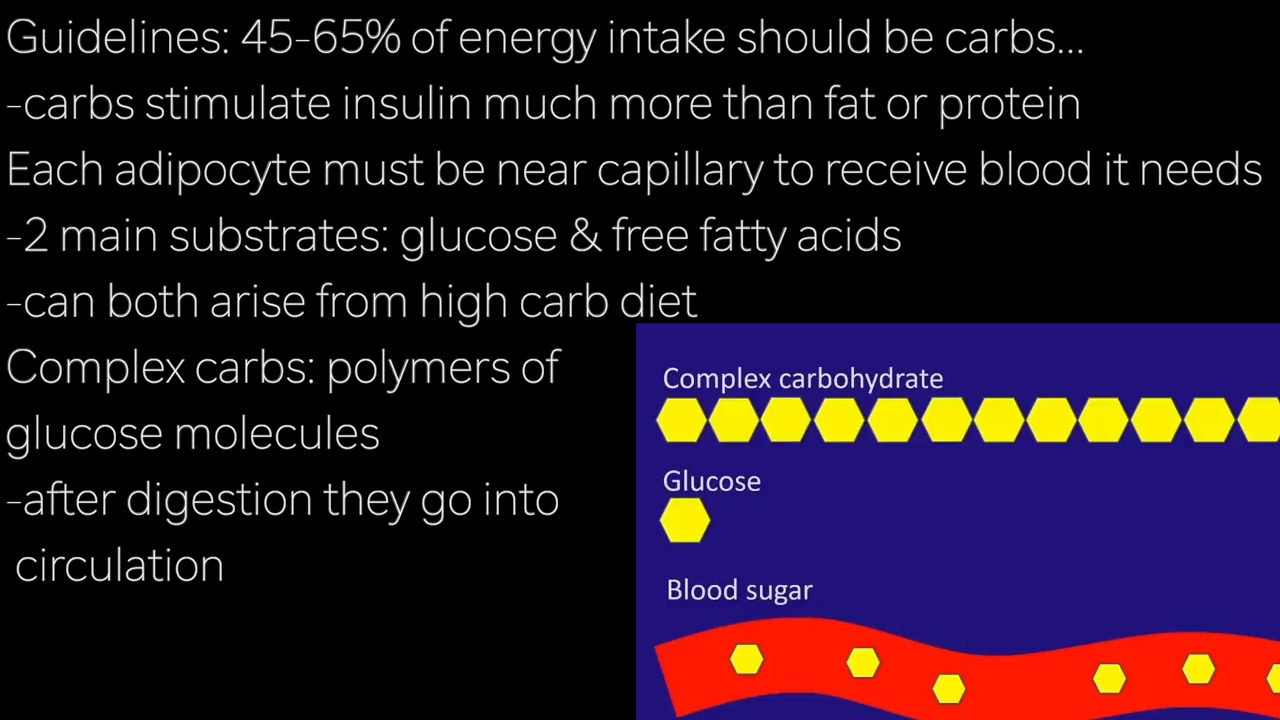 Guidelines: 45-65% of energy intake should be carbs...
-carbs stimulate insulin much more than fat or protein
Each adipocyte must be near capillary to receive blood it needs
-2 main substrates: glucose & free fatty acids
-can both arise from high carb diet
Complex carbs: polymers of
glucose molecules
-after digestion they go into
circulation
Complex carbohydrate
Glucose
Blood sugar